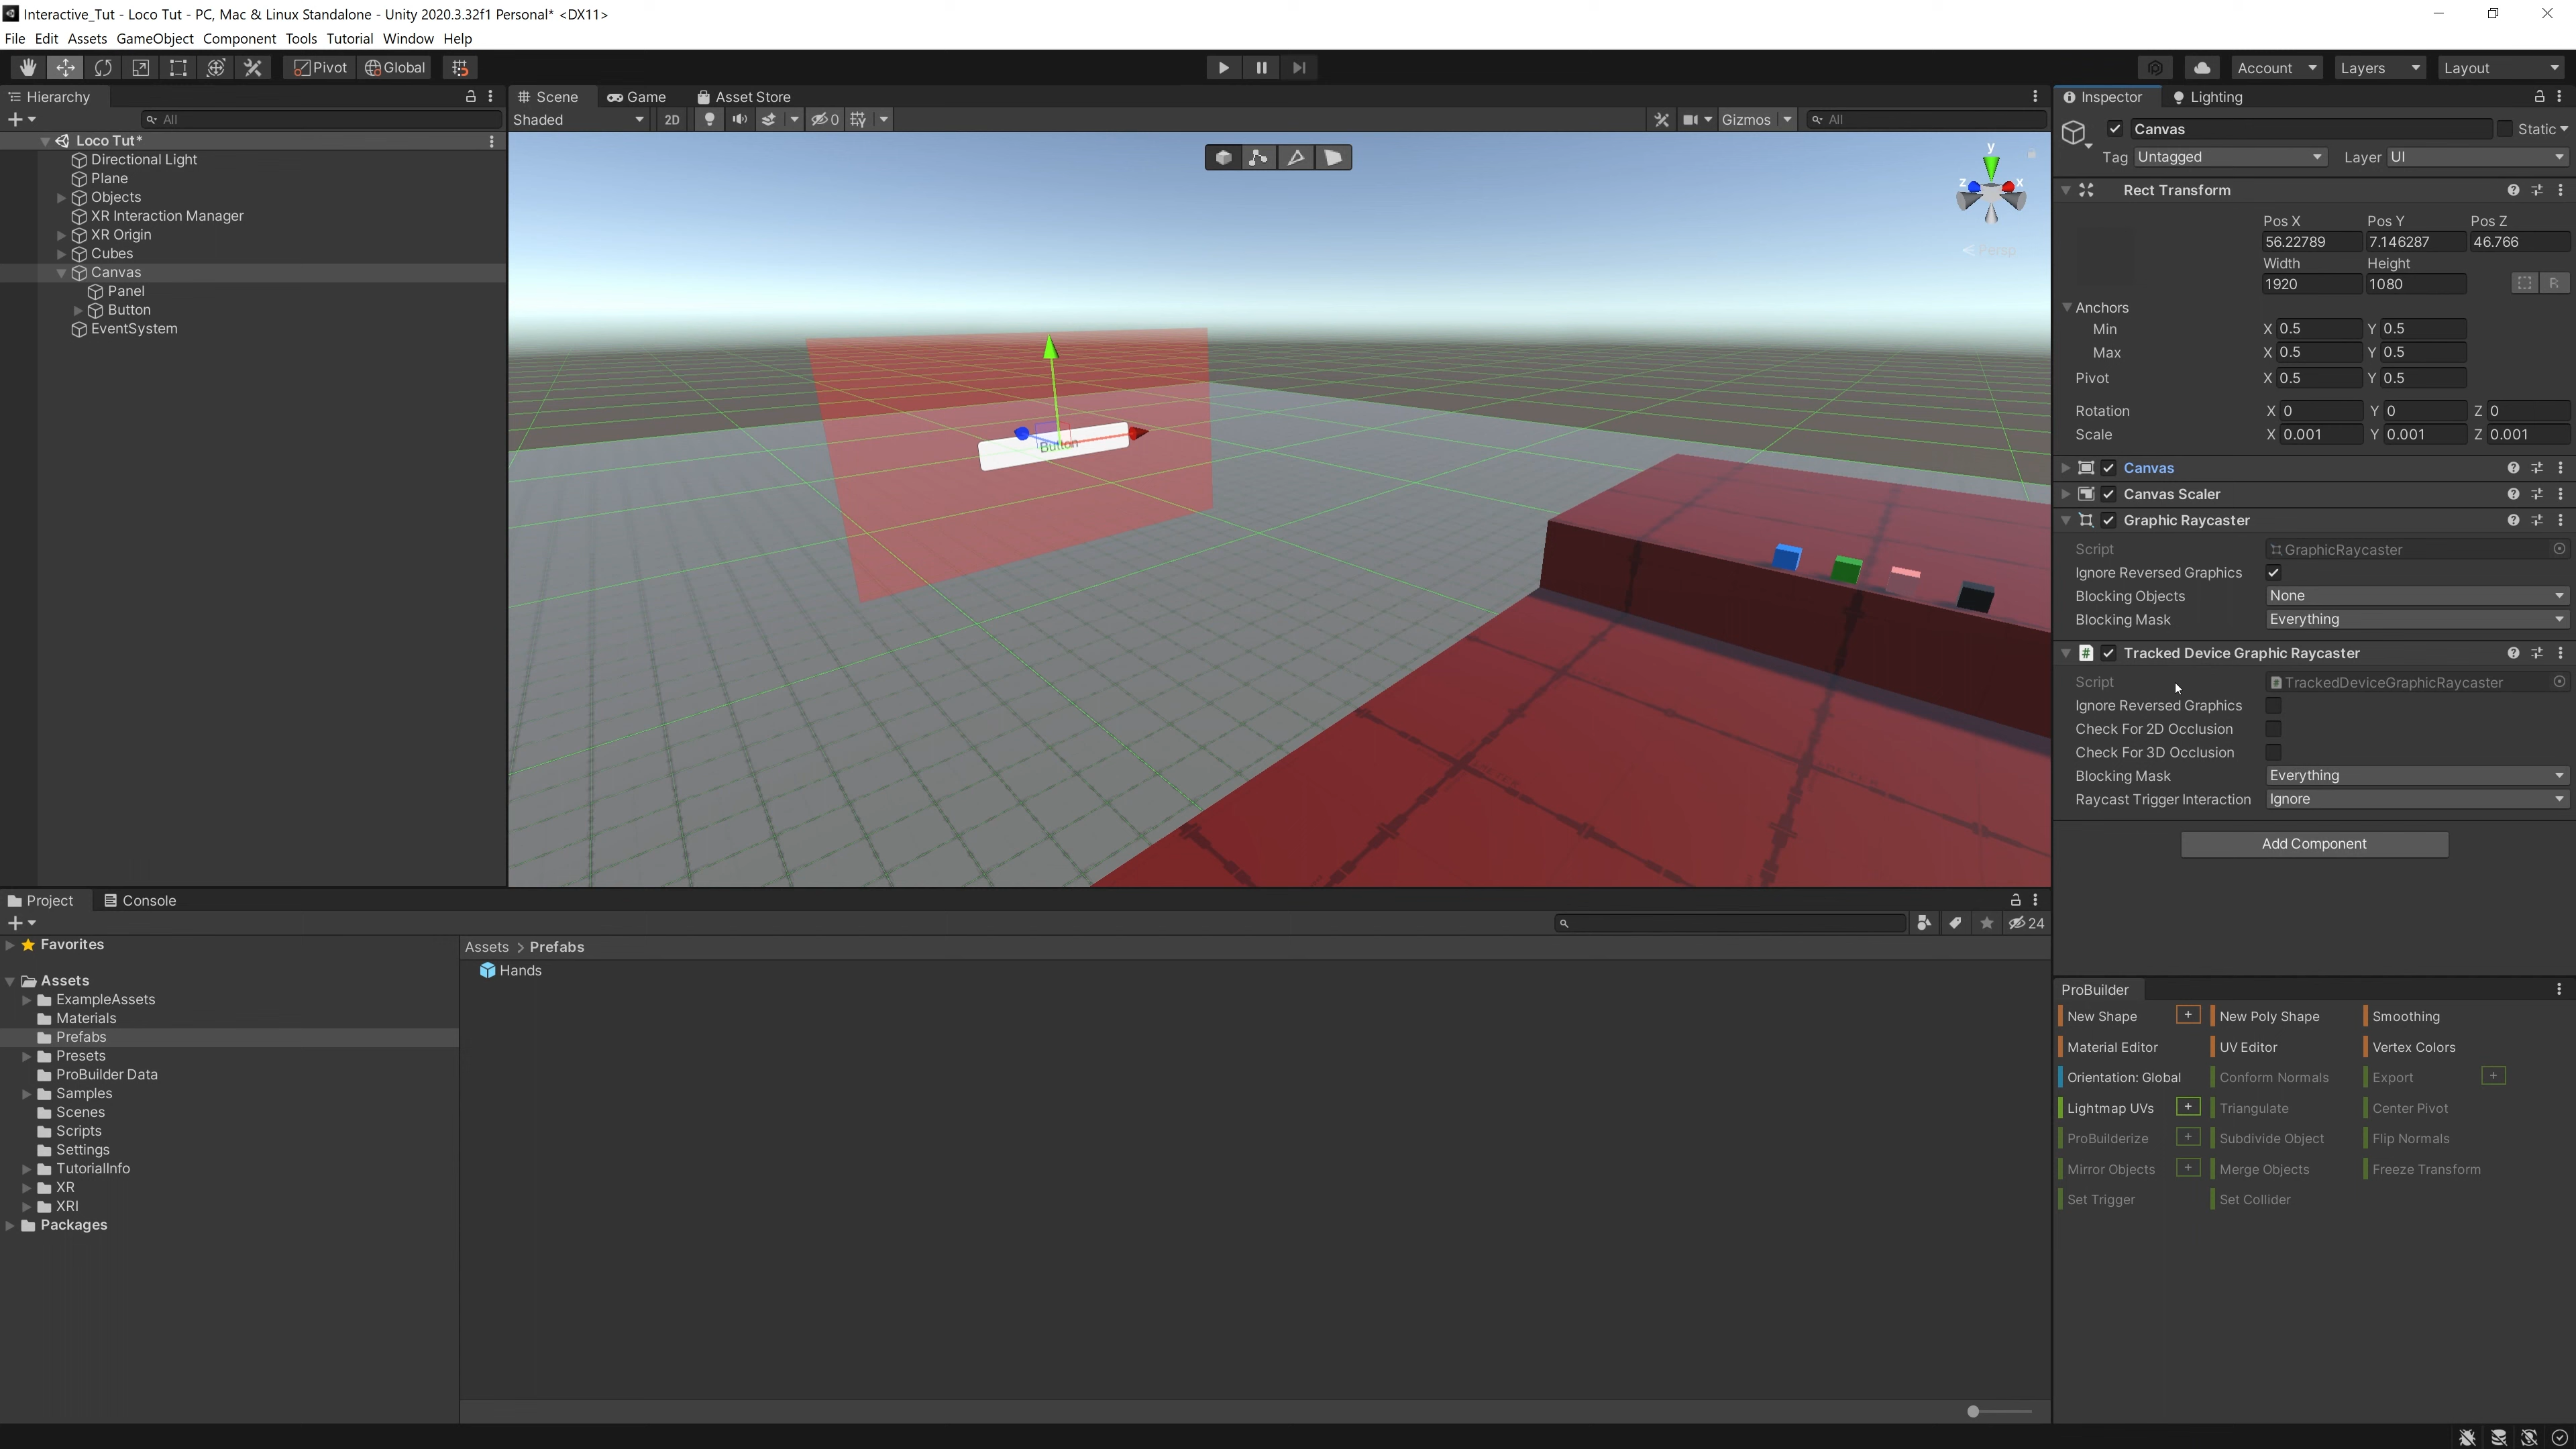 Interactive_Tut - Loco Tut - PC, Mac & Linux Standalone - Unity 2020.3.32f1 Personal* <DX11>
File Edit Assets GameObject Component Tools Tutorial Window Help
Pivot Global Account Layers Layout
Hierarchy
All
Loco Tut*
Directional Light
Plane
Objects
XR Interaction Manager
XR Origin
Cubes
Canvas
Panel
Button
EventSystem
Scene Game Asset Store
Shaded 2D 0 Gizmos All
y
z x
Persp
Button
Inspector Lighting
Canvas Static
Tag Untagged Layer UI
Rect Transform
Pos X Pos Y Pos Z
56.22789 7.146287 46.766
Width Height
1920 1080 R
Anchors
Min X 0.5 Y 0.5
Max X 0.5 Y 0.5
Pivot X 0.5 Y 0.5
Rotation X 0 Y 0 Z 0
Scale X 0.001 Y 0.001 Z 0.001
Canvas
Canvas Scaler
Graphic Raycaster
Script GraphicRaycaster
Ignore Reversed Graphics
Blocking Objects None
Blocking Mask Everything
# Tracked Device Graphic Raycaster
Script TrackedDeviceGraphicRaycaster
Ignore Reversed Graphics
Check For 2D Occlusion
Check For 3D Occlusion
Blocking Mask Everything
Raycast Trigger Interaction Ignore
Add Component
Project Console
24
Favorites
Assets
ExampleAssets
Materials
Prefabs
Presets
ProBuilder Data
Samples
Scenes
Scripts
Settings
TutorialInfo
XR
XRI
Packages
Assets > Prefabs
Hands
ProBuilder
New Shape + New Poly Shape Smoothing
Material Editor UV Editor Vertex Colors
Orientation: Global Conform Normals Export +
Lightmap UVs + Triangulate Center Pivot
ProBuilderize + Subdivide Object Flip Normals
Mirror Objects + Merge Objects Freeze Transform
Set Trigger Set Collider